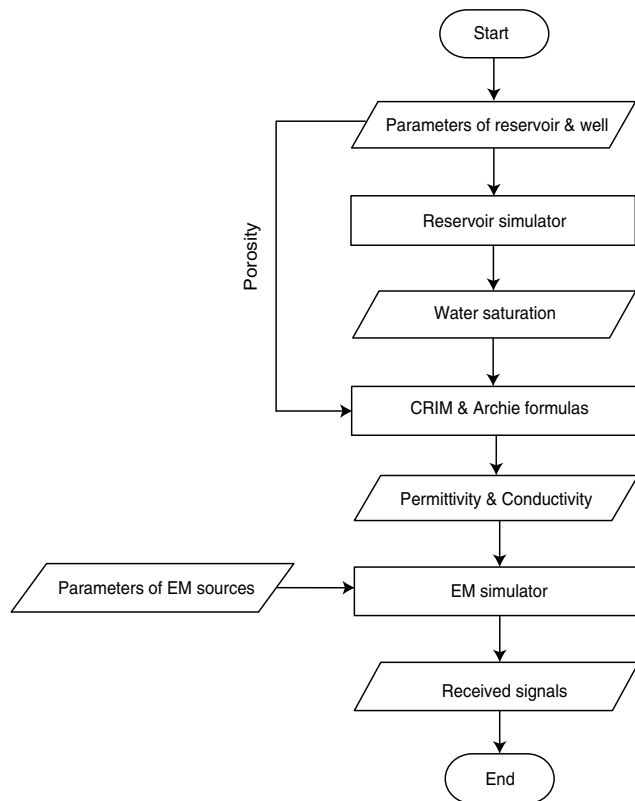 Start
Parameters of reservoir & well
Reservoir simulator
Porosity
Water saturation
CRIM & Archie formulas
Permittivity & Conductivity
Parameters of EM sources
EM simulator
Received signals
End